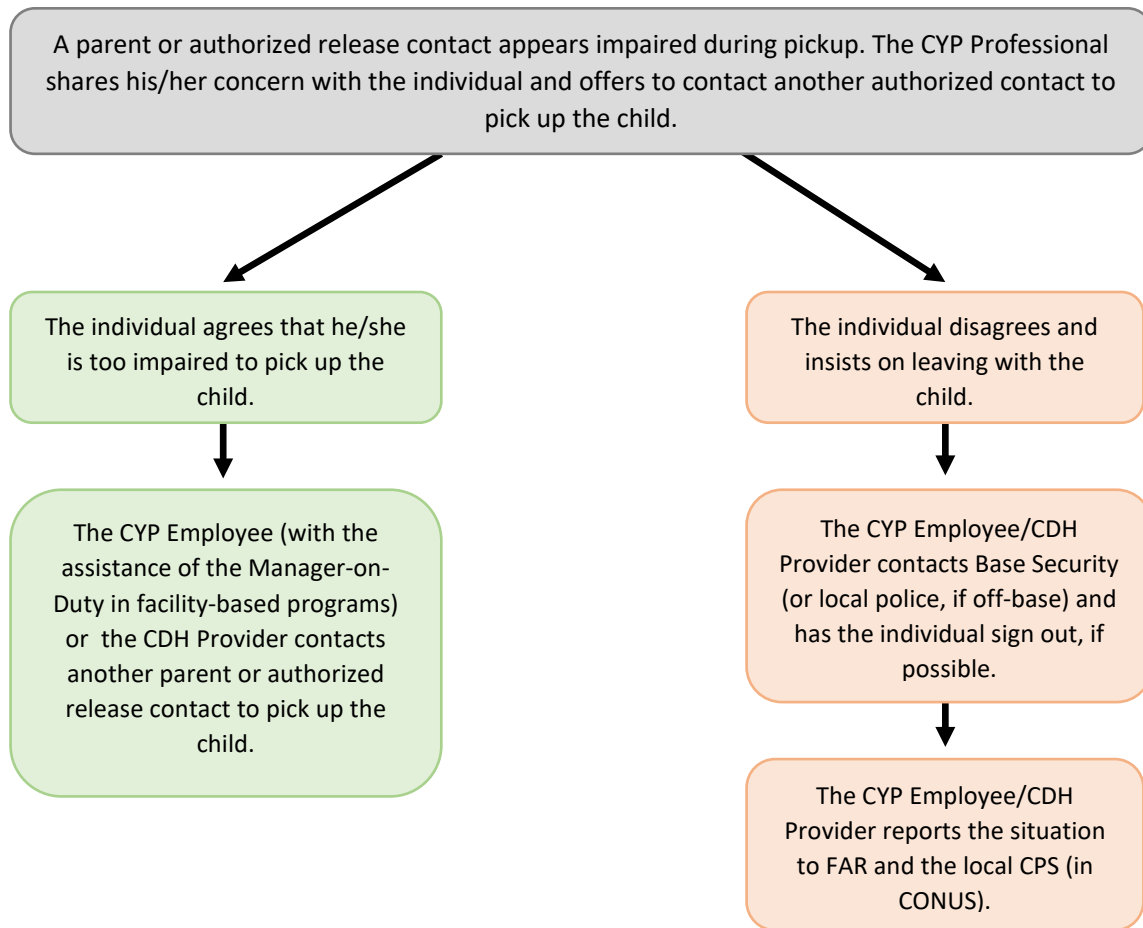 A parent or authorized release contact appears impaired during pickup. The CYP Professional
shares his/her concern with the individual and offers to contact another authorized contact to
pick up the child.
The individual agrees that he/she
is too impaired to pick up the
child.
The CYP Employee (with the
assistance of the Manager-on-
Duty in facility-based programs)
or the CDH Provider contacts
another parent or authorized
release contact to pick up the
child.
The individual disagrees and
insists on leaving with the
child.
The CYP Employee/CDH
Provider contacts Base Security
(or local police, if off-base) and
has the individual sign out, if
possible.
The CYP Employee/CDH
Provider reports the situation
to FAR and the local CPS (in
CONUS).